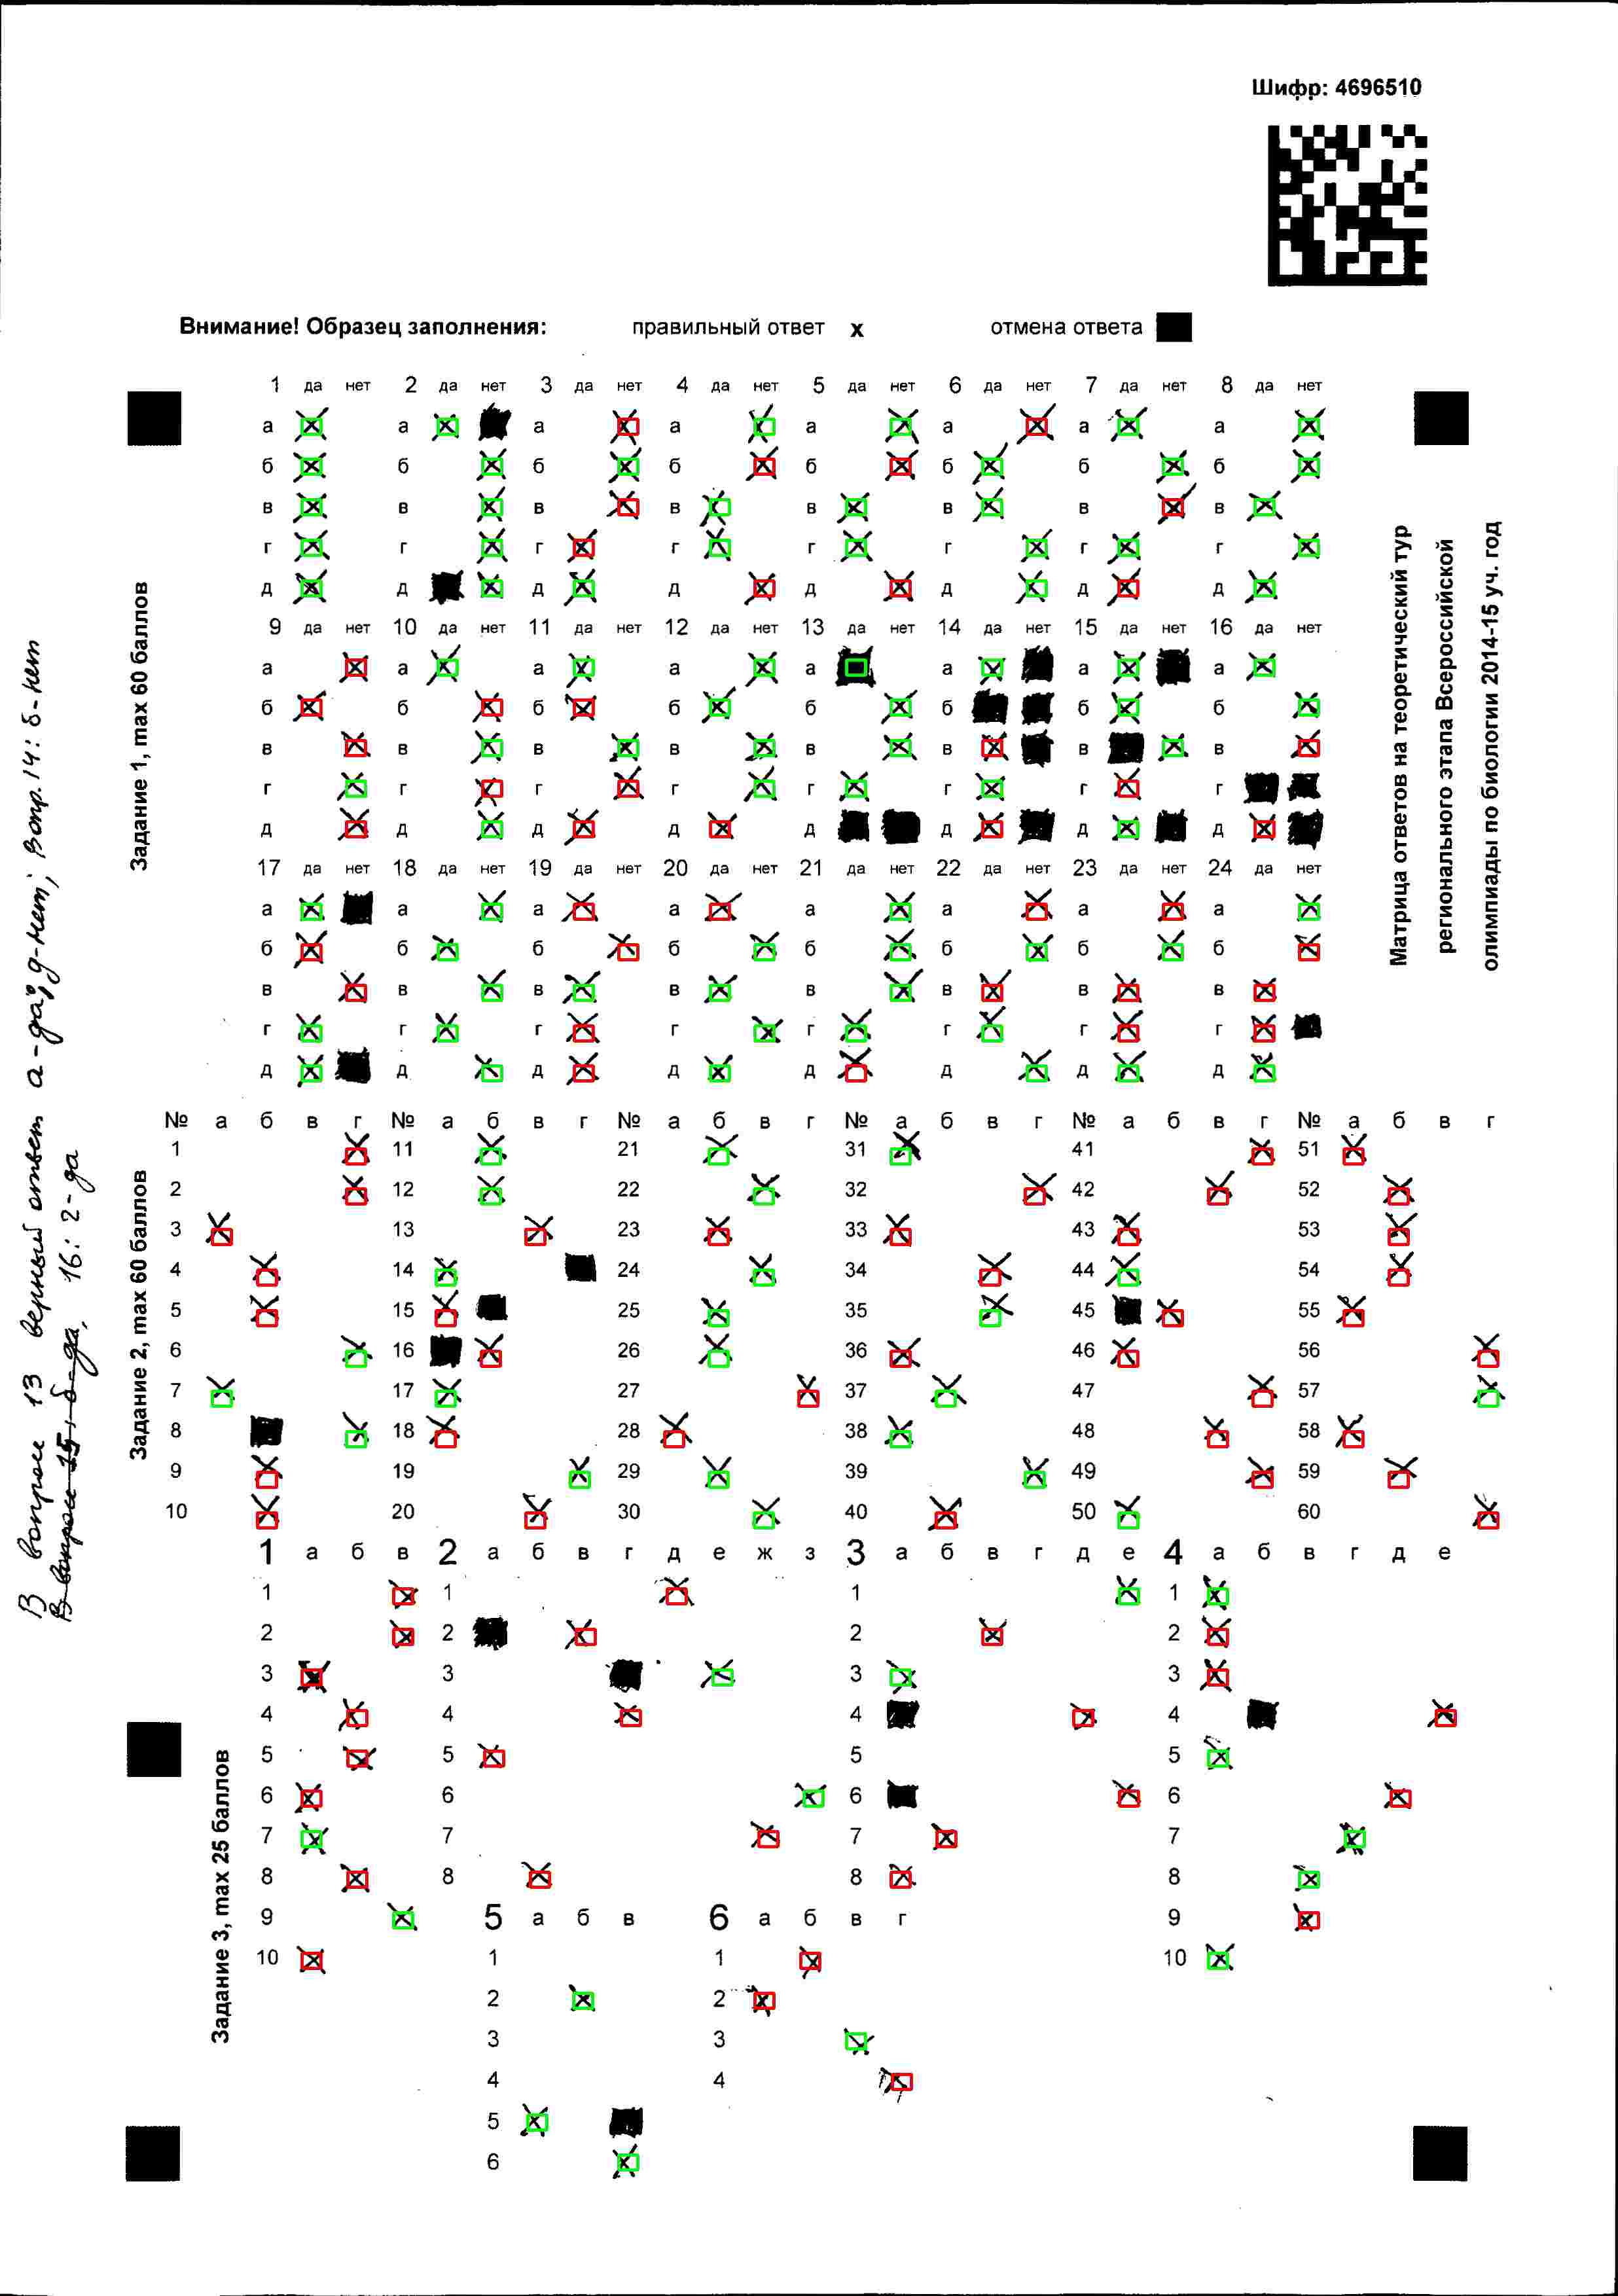 Шифр: 4696510
Внимание! Образец заполнения: правильный ответ x отмена ответа
1 да нет 2 да нет 3 да нет 4 да нет 5 да нет 6 да нет 7 да нет 8 да нет
а а а а а а а а
б б б б б б б б
в в в в в в в в
г г г г г г г г
д д д д д д д д
9 да нет 10 да нет 11 да нет 12 да нет 13 да нет 14 да нет 15 да нет 16 да нет
а а а а а а а а
б б б б б б б б
в в в в в в в в
г г г г г г г г
д д д д д д д д
17 да нет 18 да нет 19 да нет 20 да нет 21 да нет 22 да нет 23 да нет 24 да нет
а а а а а а а а
б б б б б б б б
в в в в в в в в
г г г г г г г г
д д д д д д д д
№ а б в г № а б в г № а б в г № а б в г № а б в г № а б в г
1 11 21 31 41 51
2 12 22 32 42 52
3 13 23 33 43 53
4 14 24 34 44 54
5 15 25 35 45 55
6 16 26 36 46 56
7 17 27 37 47 57
8 18 28 38 48 58
9 19 29 39 49 59
10 20 30 40 50 60
1 а б в 2 а б в г д е ж з 3 а б в г д е 4 а б в г д е
1 1 1 1
2 2 2 2
3 3 3 3
4 4 4 4
5 5 5 5
6 6 6 6
7 7 7 7
8 8 8 8
9 5 а б в 6 а б в г 9
10 1 1 10
2 2
3 3
4 4
5
6
Задание 1, max 60 баллов
Задание 2, max 60 баллов
Задание 3, max 25 баллов
Матрица ответов на теоретический тур
регионального этапа Всероссийской
олимпиады по биологии 2014-15 уч. год
В вопросе 13 верный ответ а-да, д-нет; Вопр. 14: б-нет
В вопросе 15: б-да, 16: г-да